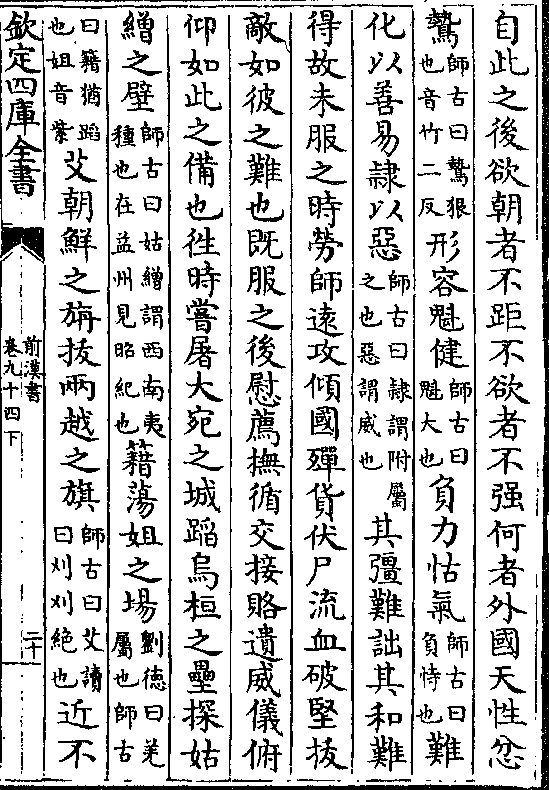 自此之後欲朝者不距不欲者不强何者外國天性忿
鷙師古曰鷙狠也音竹二反形容魁健師古曰魁大也負力怙氣師古曰負恃也難
化以善易隸以惡師古曰隸謂附屬之也惡謂威也其彊難詘其和難
得故未服之時勞師遠攻傾國殫貨伏尸流血破堅拔
敵如彼之難也既服之後慰薦撫循交接賂遺威儀俯
仰如此之備也徃時嘗屠大宛之城蹈烏桓之壘探姑
繒之壁師古曰姑繒謂西南夷種也在益州見昭紀也籍蕩姐之場劉德曰羌屬也師古
曰籍猶蹈也姐音紫艾朝鮮之旃拔兩越之旗師古曰艾讀曰刈刈絶也近不
欽定四庫全書
前漢書
卷九十四下
二十